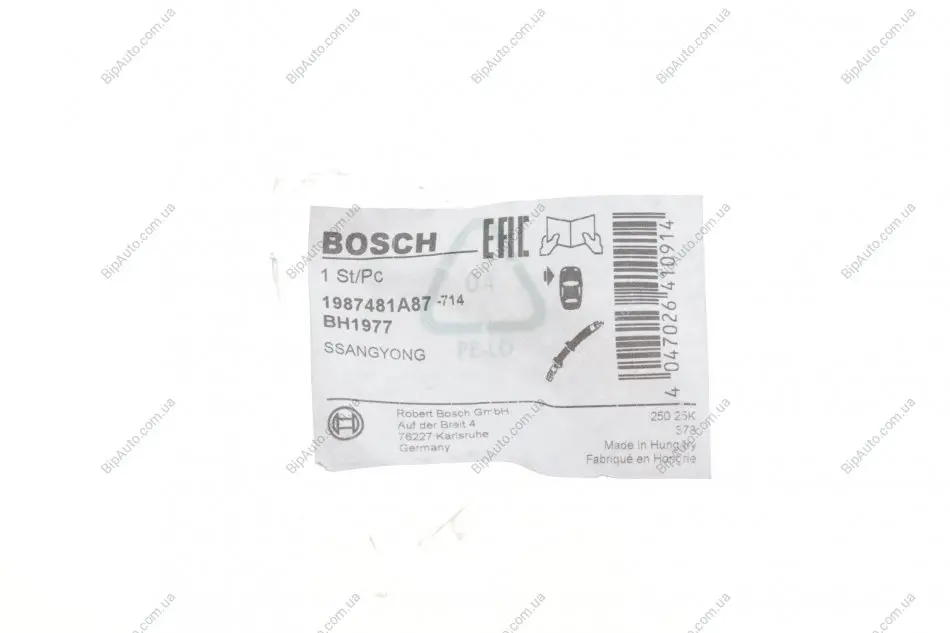 BOSCH
EAC
1 St/Pc
04
1987481A87 -714
BH1977
PE-LD
SSANGYONG
4 047026 410914
Robert Bosch GmbH
Auf der Breit 4
76227 Karlsruhe
Germany
250 25K
373
Made in Hungary
Fabriqué en Hongrie
BipAuto.com.ua